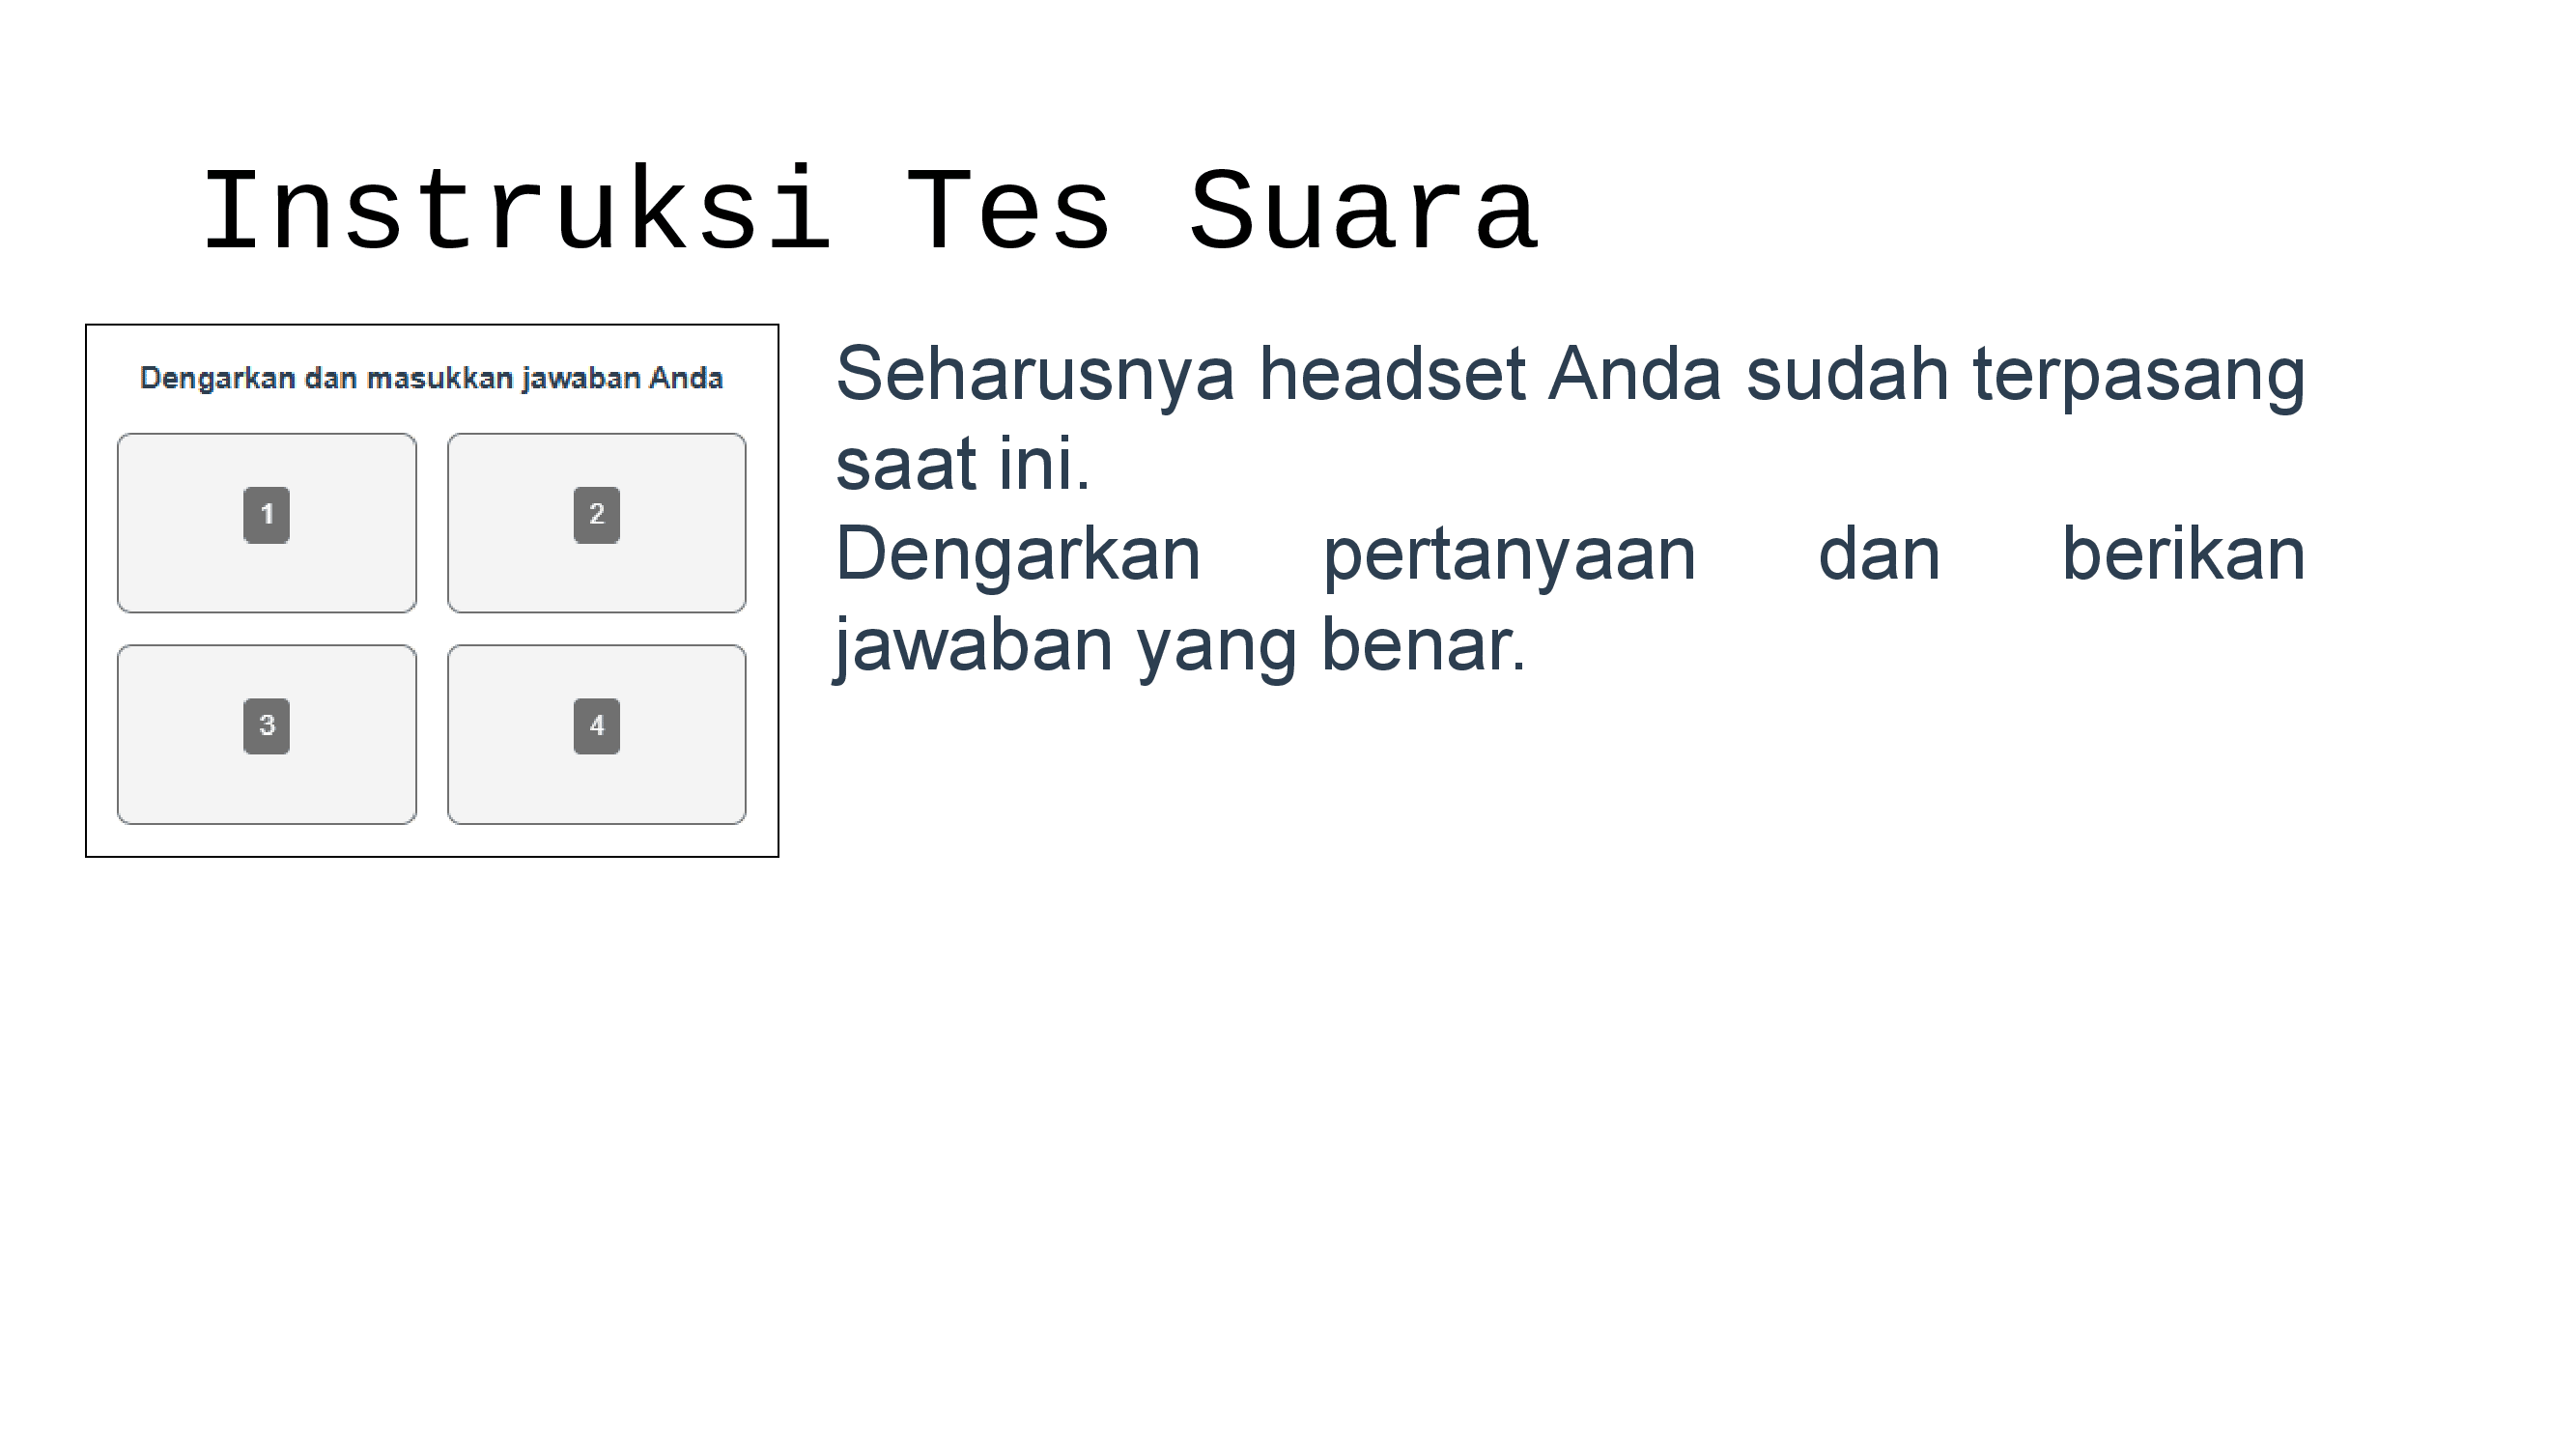 Instruksi Tes Suara
Dengarkan dan masukkan jawaban Anda
1
2
3
4
Seharusnya headset Anda sudah terpasang
saat ini.
Dengarkan pertanyaan dan berikan
jawaban yang benar.